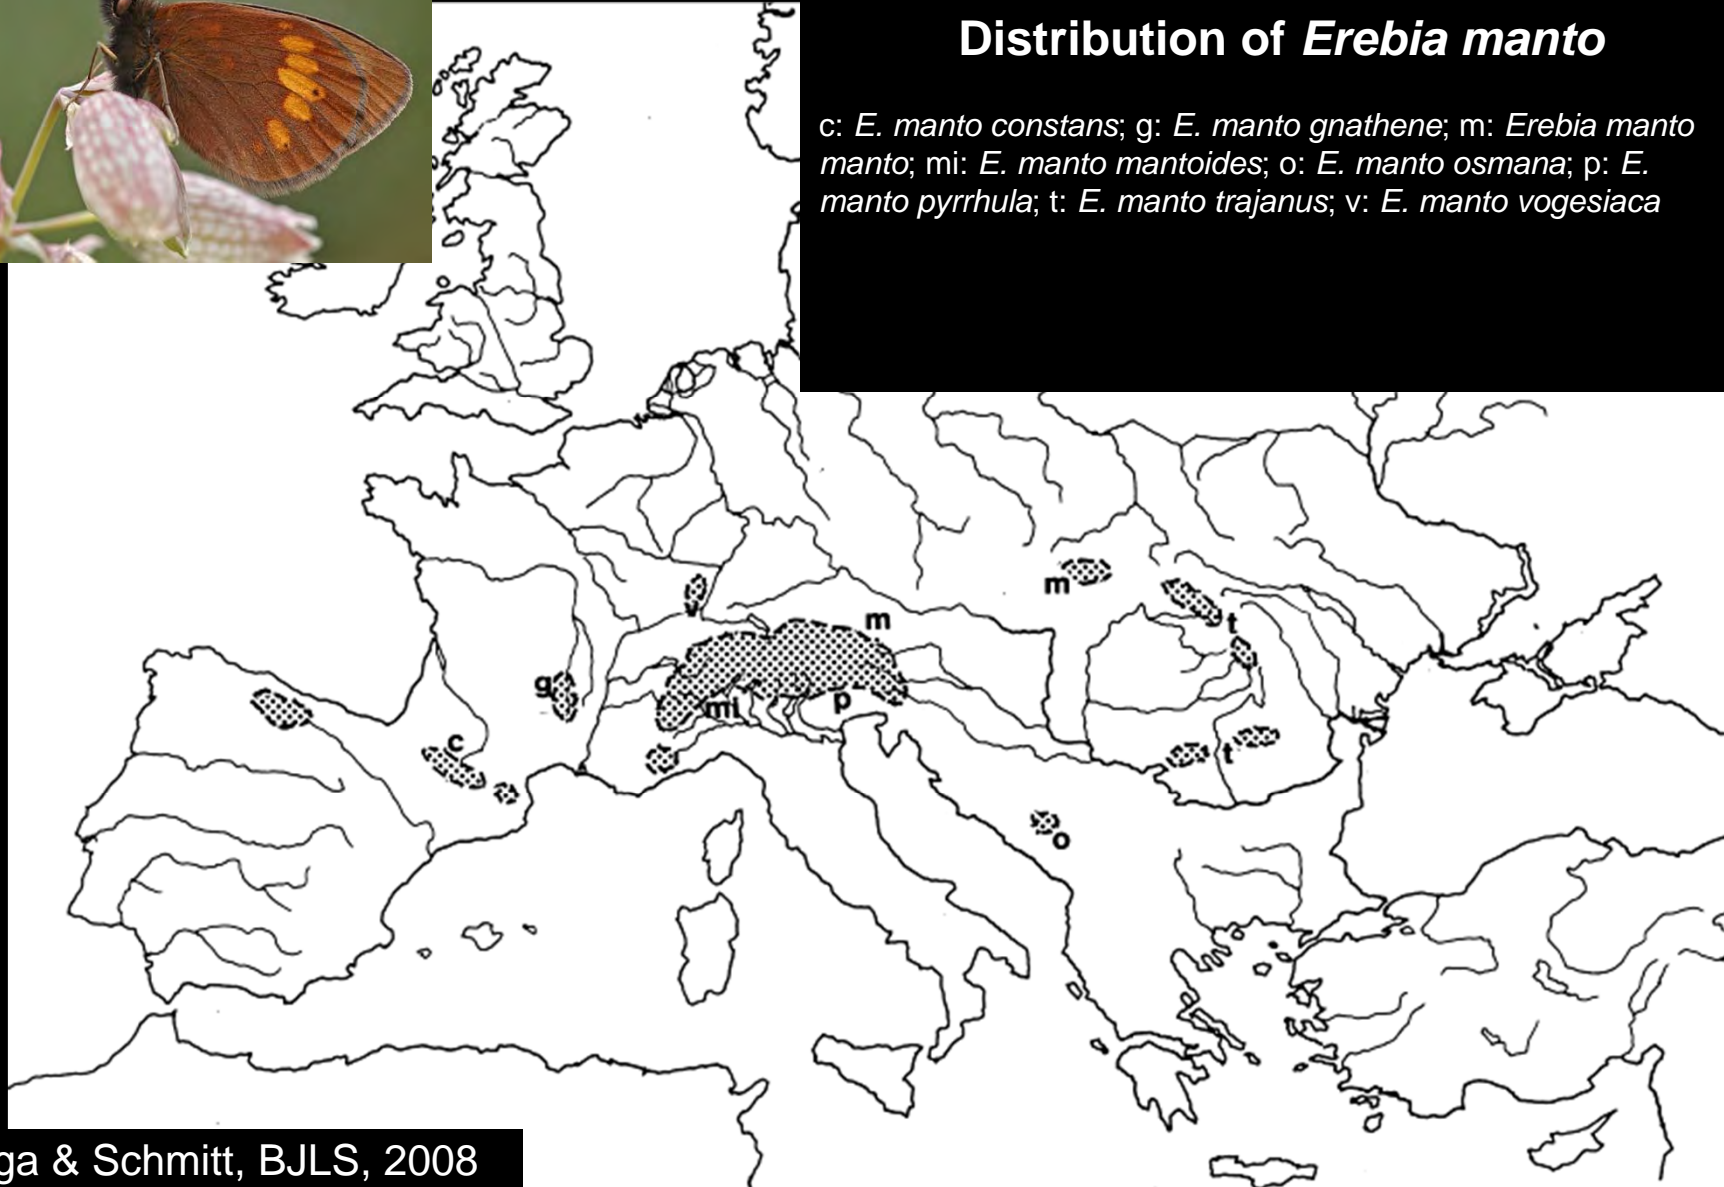 Distribution of Erebia manto
c: E. manto constans; g: E. manto gnathene; m: Erebia manto
manto; mi: E. manto mantoides; o: E. manto osmana; p: E.
manto pyrrhula; t: E. manto trajanus; v: E. manto vogesiaca
m
v
m
t
g
mi
p
c
t
o
ga & Schmitt, BJLS, 2008